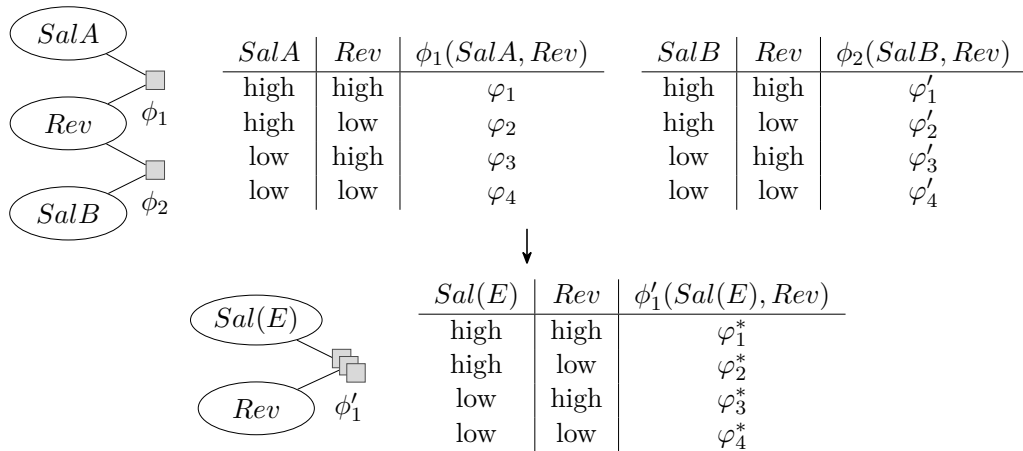 SalA
Rev
SalB
ϕ₁
ϕ₂
SalA Rev ϕ₁(SalA, Rev)
high high φ₁
high low φ₂
low high φ₃
low low φ₄
SalB Rev ϕ₂(SalB, Rev)
high high φ′₁
high low φ′₂
low high φ′₃
low low φ′₄
Sal(E)
Rev
ϕ′₁
Sal(E) Rev ϕ′₁(Sal(E), Rev)
high high φ*₁
high low φ*₂
low high φ*₃
low low φ*₄